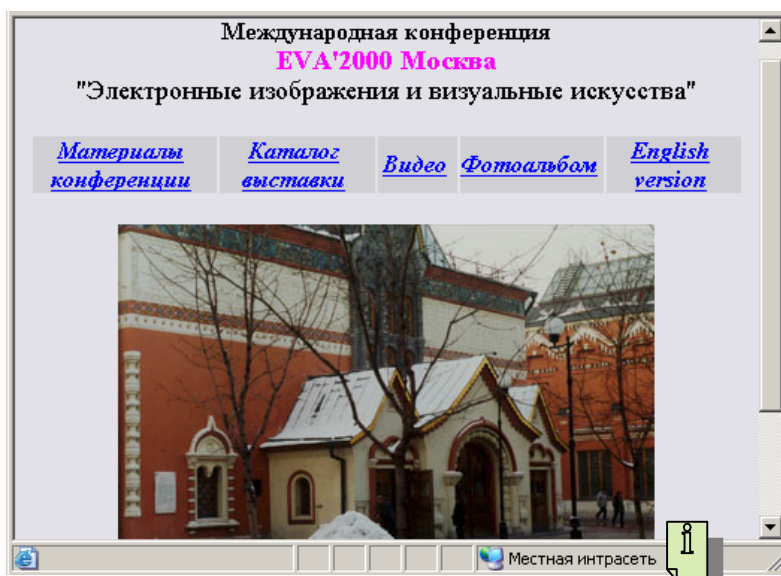 Международная конференция
EVA'2000 Москва
"Электронные изображения и визуальные искусства"
Материалы
конференции
Каталог
выставки
Видео
Фотоальбом
English
version
Местная интрасеть